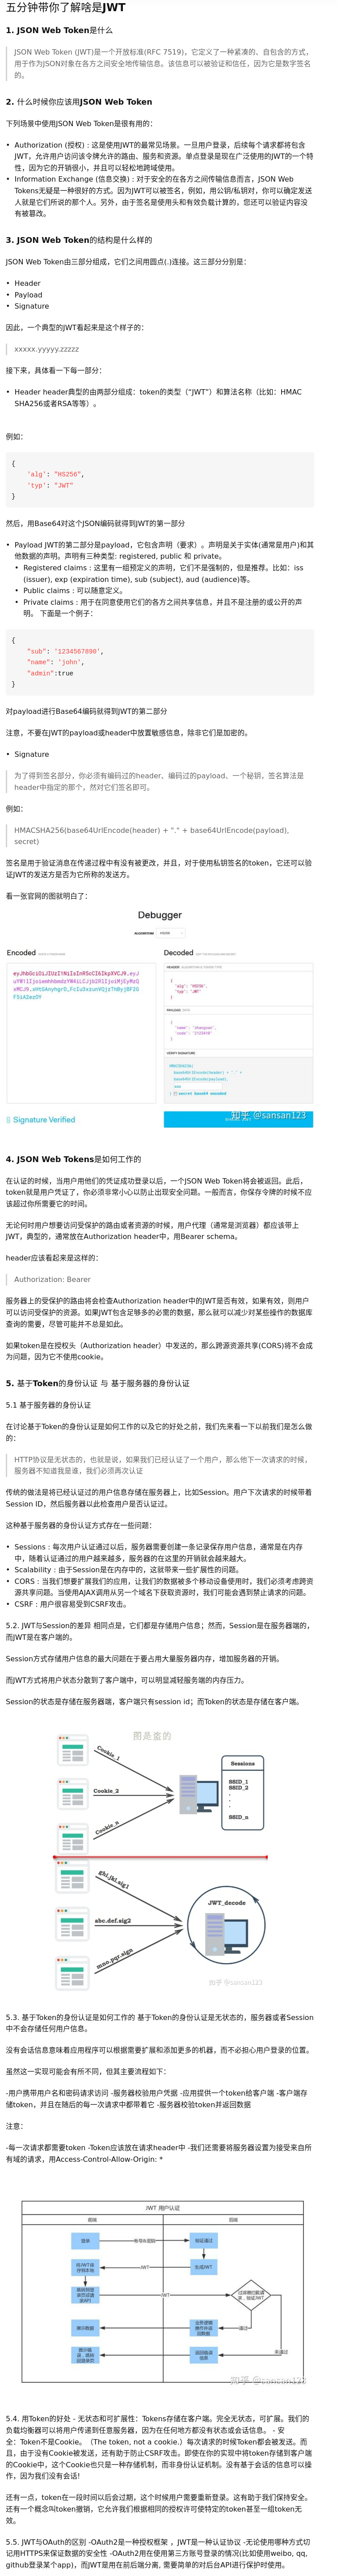 五分钟带你了解啥是JWT
1. JSON Web Token是什么
JSON Web Token (JWT)是一个开放标准(RFC 7519)，它定义了一种紧凑的、自包含的方式，
用于作为JSON对象在各方之间安全地传输信息。该信息可以被验证和信任，因为它是数字签名
的。
2. 什么时候你应该用JSON Web Token
下列场景中使用JSON Web Token是很有用的：
• Authorization (授权) : 这是使用JWT的最常见场景。一旦用户登录，后续每个请求都将包含
JWT，允许用户访问该令牌允许的路由、服务和资源。单点登录是现在广泛使用的JWT的一个特
性，因为它的开销很小，并且可以轻松地跨域使用。
• Information Exchange (信息交换) : 对于安全的在各方之间传输信息而言，JSON Web
Tokens无疑是一种很好的方式。因为JWT可以被签名，例如，用公钥/私钥对，你可以确定发送
人就是它们所说的那个人。另外，由于签名是使用头和有效负载计算的，您还可以验证内容没
有被篡改。
3. JSON Web Token的结构是什么样的
JSON Web Token由三部分组成，它们之间用圆点(.)连接。这三部分分别是：
• Header
• Payload
• Signature
因此，一个典型的JWT看起来是这个样子的：
xxxxx.yyyyy.zzzzz
接下来，具体看一下每一部分：
• Header header典型的由两部分组成：token的类型（“JWT”）和算法名称（比如：HMAC
SHA256或者RSA等等）。
例如：
{
'alg': "HS256",
'typ': "JWT"
}
然后，用Base64对这个JSON编码就得到JWT的第一部分
• Payload JWT的第二部分是payload，它包含声明（要求）。声明是关于实体(通常是用户)和其
他数据的声明。声明有三种类型: registered, public 和 private。
• Registered claims : 这里有一组预定义的声明，它们不是强制的，但是推荐。比如：iss
(issuer), exp (expiration time), sub (subject), aud (audience)等。
• Public claims : 可以随意定义。
• Private claims : 用于在同意使用它们的各方之间共享信息，并且不是注册的或公开的声
明。 下面是一个例子：
{
"sub": '1234567890',
"name": 'john',
"admin":true
}
对payload进行Base64编码就得到JWT的第二部分
注意，不要在JWT的payload或header中放置敏感信息，除非它们是加密的。
• Signature
为了得到签名部分，你必须有编码过的header、编码过的payload、一个秘钥，签名算法是
header中指定的那个，然对它们签名即可。
例如：
HMACSHA256(base64UrlEncode(header) + "." + base64UrlEncode(payload),
secret)
签名是用于验证消息在传递过程中有没有被更改，并且，对于使用私钥签名的token，它还可以验
证JWT的发送方是否为它所称的发送方。
看一张官网的图就明白了：
Debugger
ALGORITHM HS256
Encoded
Decoded
HEADER:
{
"alg": "HS256",
"typ": "JWT"
}
PAYLOAD:
VERIFY SIGNATURE
HMACSHA256(
base64UrlEncode(header) + "." +
base64UrlEncode(payload),
) secret base64 encoded
Signature Verified
知乎 @sansan123
4. JSON Web Tokens是如何工作的
在认证的时候，当用户用他们的凭证成功登录以后，一个JSON Web Token将会被返回。此后，
token就是用户凭证了，你必须非常小心以防止出现安全问题。一般而言，你保存令牌的时候不应
该超过你所需要它的时间。
无论何时用户想要访问受保护的路由或者资源的时候，用户代理（通常是浏览器）都应该带上
JWT，典型的，通常放在Authorization header中，用Bearer schema。
header应该看起来是这样的：
Authorization: Bearer
服务器上的受保护的路由将会检查Authorization header中的JWT是否有效，如果有效，则用户
可以访问受保护的资源。如果JWT包含足够多的必需的数据，那么就可以减少对某些操作的数据库
查询的需要，尽管可能并不总是如此。
如果token是在授权头（Authorization header）中发送的，那么跨源资源共享(CORS)将不会成
为问题，因为它不使用cookie。
5. 基于Token的身份认证 与 基于服务器的身份认证
5.1 基于服务器的身份认证
在讨论基于Token的身份认证是如何工作的以及它的好处之前，我们先来看一下以前我们是怎么做
的：
HTTP协议是无状态的，也就是说，如果我们已经认证了一个用户，那么他下一次请求的时候，
服务器不知道我是谁，我们必须再次认证
传统的做法是将已经认证过的用户信息存储在服务器上，比如Session。用户下次请求的时候带着
Session ID，然后服务器以此检查用户是否认证过。
这种基于服务器的身份认证方式存在一些问题：
• Sessions : 每次用户认证通过以后，服务器需要创建一条记录保存用户信息，通常是在内存
中，随着认证通过的用户越来越多，服务器的在这里的开销就会越来越大。
• Scalability : 由于Session是在内存中的，这就带来一些扩展性的问题。
• CORS : 当我们想要扩展我们的应用，让我们的数据被多个移动设备使用时，我们必须考虑跨资
源共享问题。当使用AJAX调用从另一个域名下获取资源时，我们可能会遇到禁止请求的问题。
• CSRF : 用户很容易受到CSRF攻击。
5.2. JWT与Session的差异 相同点是，它们都是存储用户信息；然而，Session是在服务器端的，
而JWT是在客户端的。
Session方式存储用户信息的最大问题在于要占用大量服务器内存，增加服务器的开销。
而JWT方式将用户状态分散到了客户端中，可以明显减轻服务端的内存压力。
Session的状态是存储在服务器端，客户端只有session id；而Token的状态是存储在客户端。
图是盗的
Cookie_1
Cookie_2
Cookie_n
Sessions
SSID_1
SSID_2
SSID_n
ghi.jkl.sig1
abc.def.sig2
mno.pqr.sign
JWT_decode
知乎 @sansan123
5.3. 基于Token的身份认证是如何工作的 基于Token的身份认证是无状态的，服务器或者Session
中不会存储任何用户信息。
没有会话信息意味着应用程序可以根据需要扩展和添加更多的机器，而不必担心用户登录的位置。
虽然这一实现可能会有所不同，但其主要流程如下：
-用户携带用户名和密码请求访问 -服务器校验用户凭据 -应用提供一个token给客户端 -客户端存
储token，并且在随后的每一次请求中都带着它 -服务器校验token并返回数据
注意：
-每一次请求都需要token -Token应该放在请求header中 -我们还需要将服务器设置为接受来自所
有域的请求，用Access-Control-Allow-Origin: *
JWT 用户认证
前端
后端
登录
验证通过
生成JWT
JWT
JWT
展示数据
通过
未通过
知乎 @sansan123
5.4. 用Token的好处 - 无状态和可扩展性：Tokens存储在客户端。完全无状态，可扩展。我们的
负载均衡器可以将用户传递到任意服务器，因为在任何地方都没有状态或会话信息。 - 安
全：Token不是Cookie。（The token, not a cookie.）每次请求的时候Token都会被发送。而
且，由于没有Cookie被发送，还有助于防止CSRF攻击。即使在你的实现中将token存储到客户端
的Cookie中，这个Cookie也只是一种存储机制，而非身份认证机制。没有基于会话的信息可以操
作，因为我们没有会话!
还有一点，token在一段时间以后会过期，这个时候用户需要重新登录。这有助于我们保持安全。
还有一个概念叫token撤销，它允许我们根据相同的授权许可使特定的token甚至一组token无
效。
5.5. JWT与OAuth的区别 -OAuth2是一种授权框架 ，JWT是一种认证协议 -无论使用哪种方式切
记用HTTPS来保证数据的安全性 -OAuth2用在使用第三方账号登录的情况(比如使用weibo, qq,
github登录某个app)，而JWT是用在前后端分离, 需要简单的对后台API进行保护时使用。